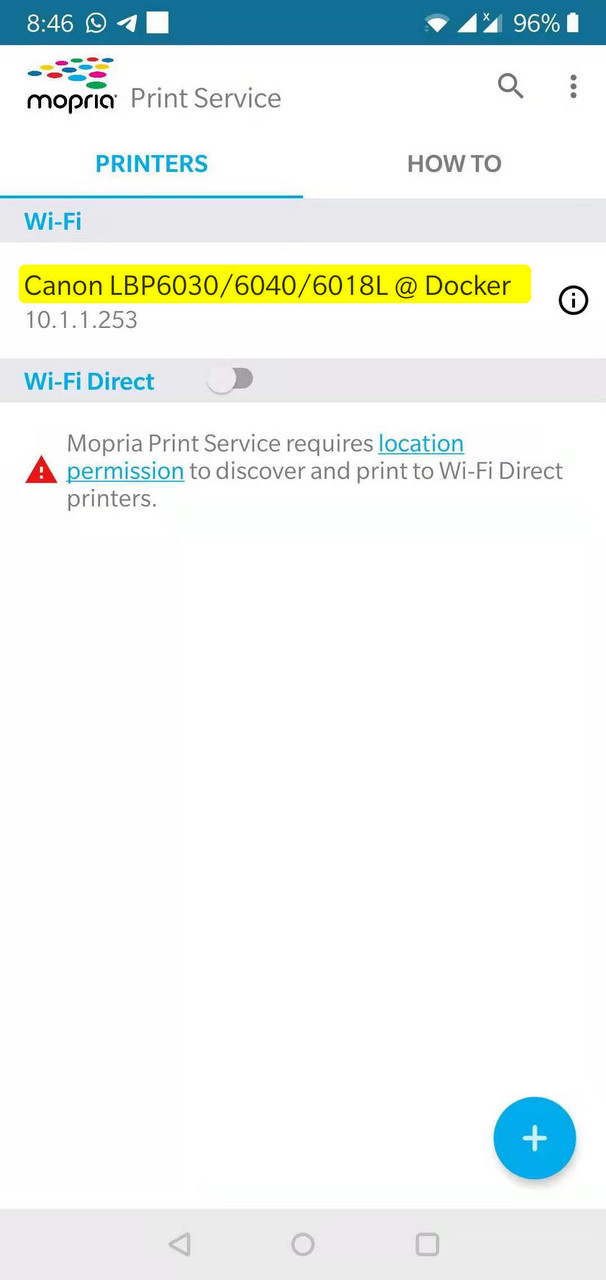 8:46
96%
mopria Print Service
PRINTERS
HOW TO
Wi-Fi
Canon LBP6030/6040/6018L @ Docker
10.1.1.253
Wi-Fi Direct
Mopria Print Service requires location
permission to discover and print to Wi-Fi Direct
printers.